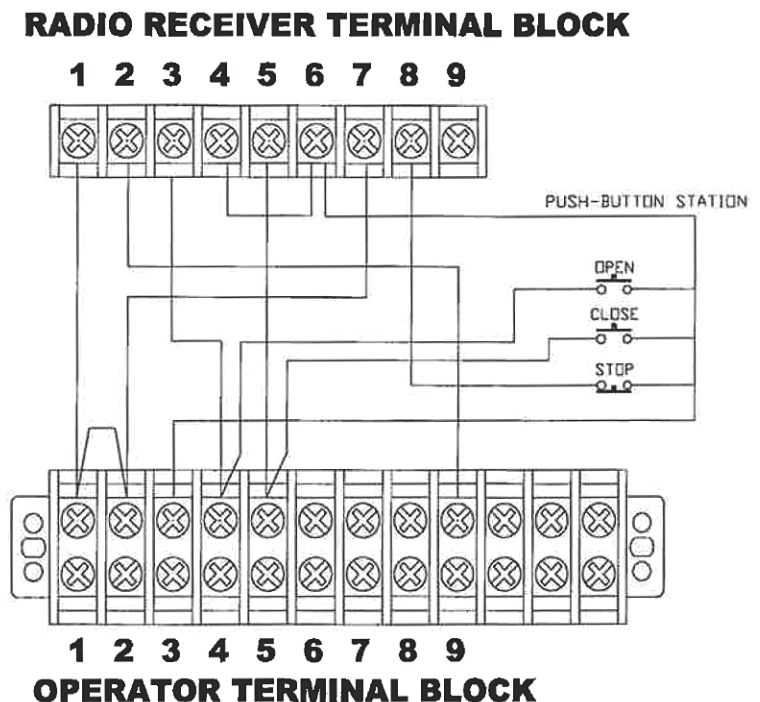 RADIO RECEIVER TERMINAL BLOCK
1 2 3 4 5 6 7 8 9
PUSH-BUTTON STATION
OPEN
CLOSE
STOP
1 2 3 4 5 6 7 8 9
OPERATOR TERMINAL BLOCK